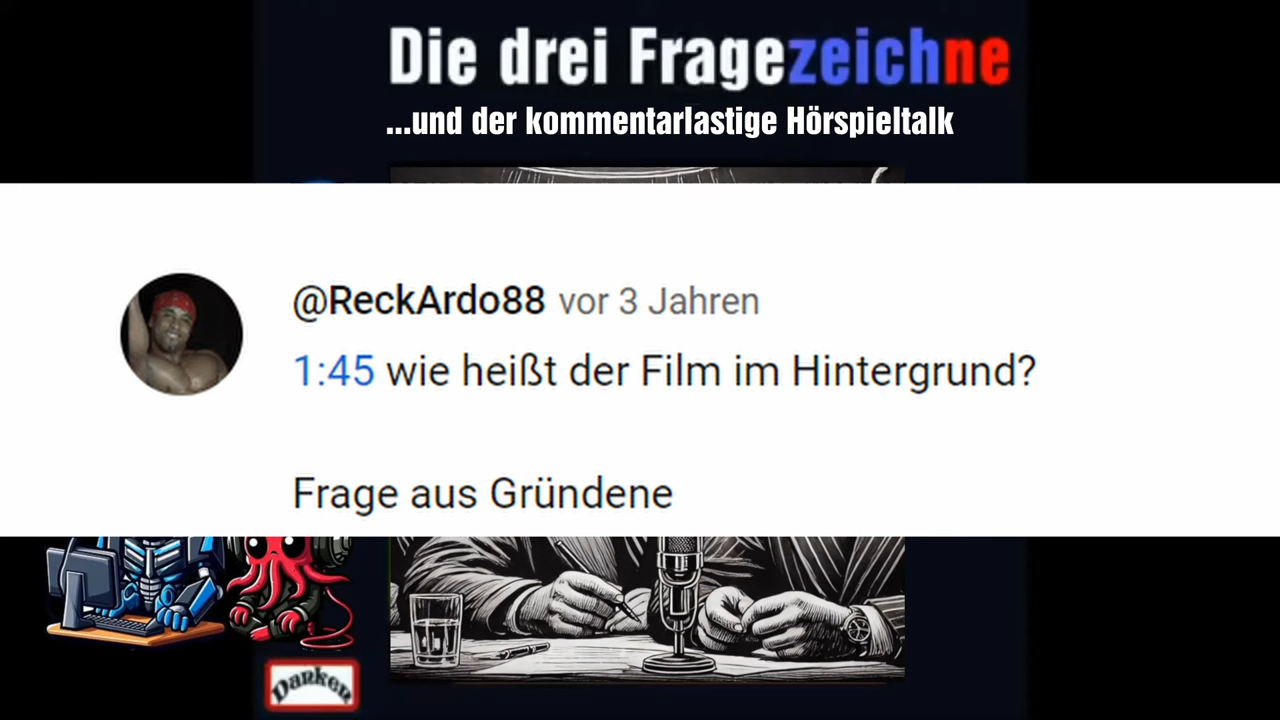 Die drei Fragezeichne
...und der kommentarlastige Hörspieltalk
@ReckArdo88 vor 3 Jahren
1:45 wie heißt der Film im Hintergrund?
Frage aus Gründene
Danken